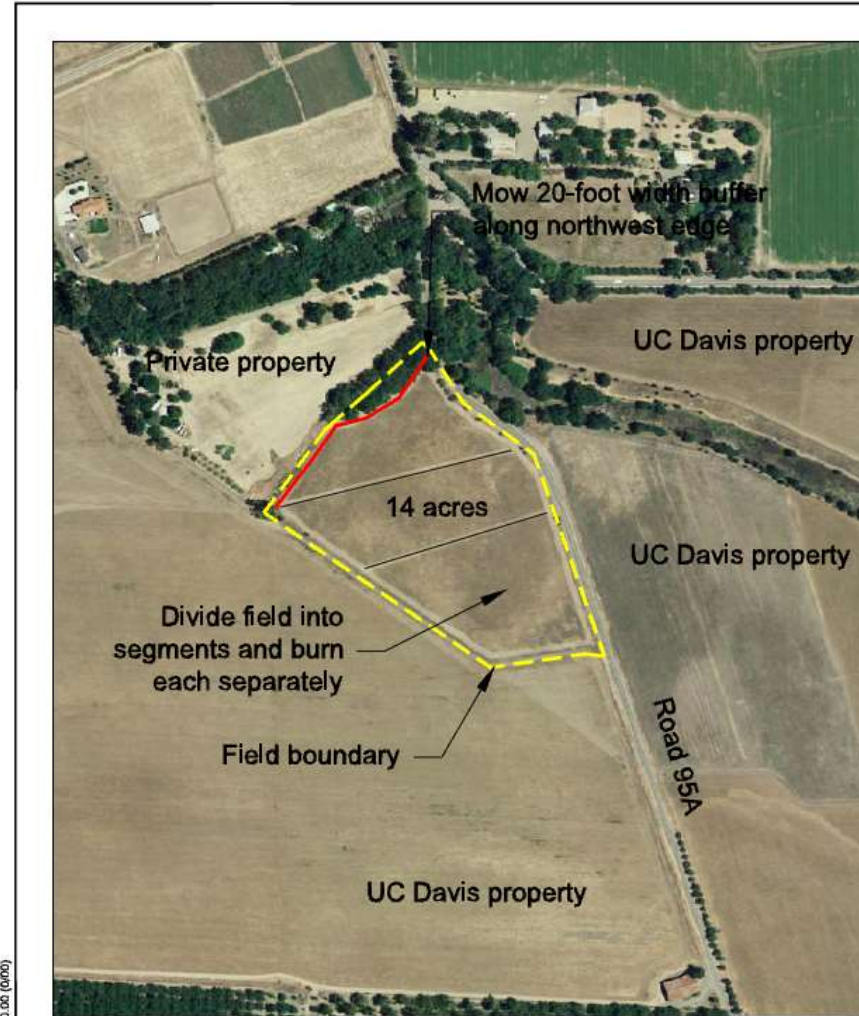 Mow 20-foot width buffer
along northwest edge
UC Davis property
Private property
14 acres
UC Davis property
Divide field into
segments and burn
each separately
Field boundary
Road 95A
UC Davis property